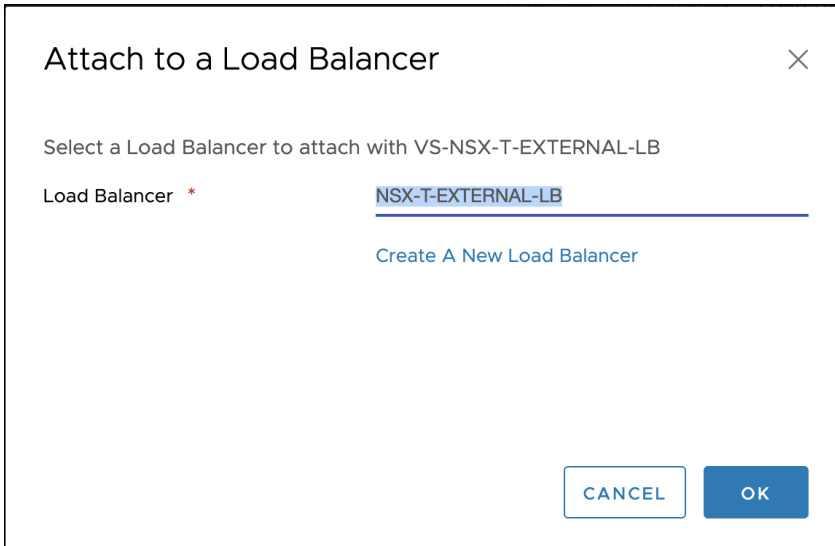 Attach to a Load Balancer
Select a Load Balancer to attach with VS-NSX-T-EXTERNAL-LB
Load Balancer * NSX-T-EXTERNAL-LB
Create A New Load Balancer
CANCEL OK